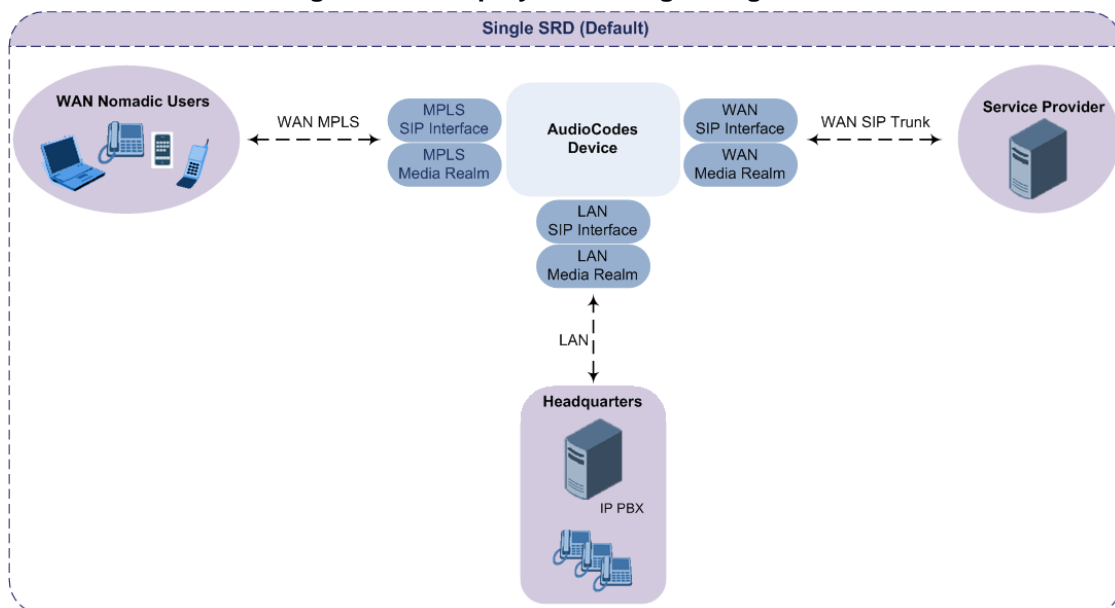 Single SRD (Default)
WAN Nomadic Users
WAN MPLS
MPLS
SIP Interface
MPLS
Media Realm
AudioCodes
Device
WAN
SIP Interface
WAN
Media Realm
WAN SIP Trunk
Service Provider
LAN
SIP Interface
LAN
Media Realm
LAN
Headquarters
IP PBX